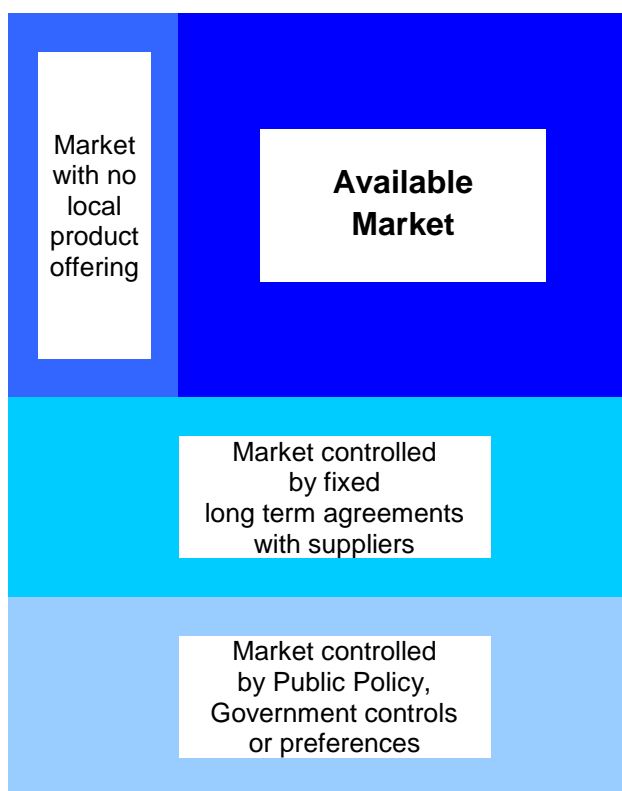 Market
with no
local
product
offering
Available
Market
Market controlled
by fixed
long term agreements
with suppliers
Market controlled
by Public Policy,
Government controls
or preferences